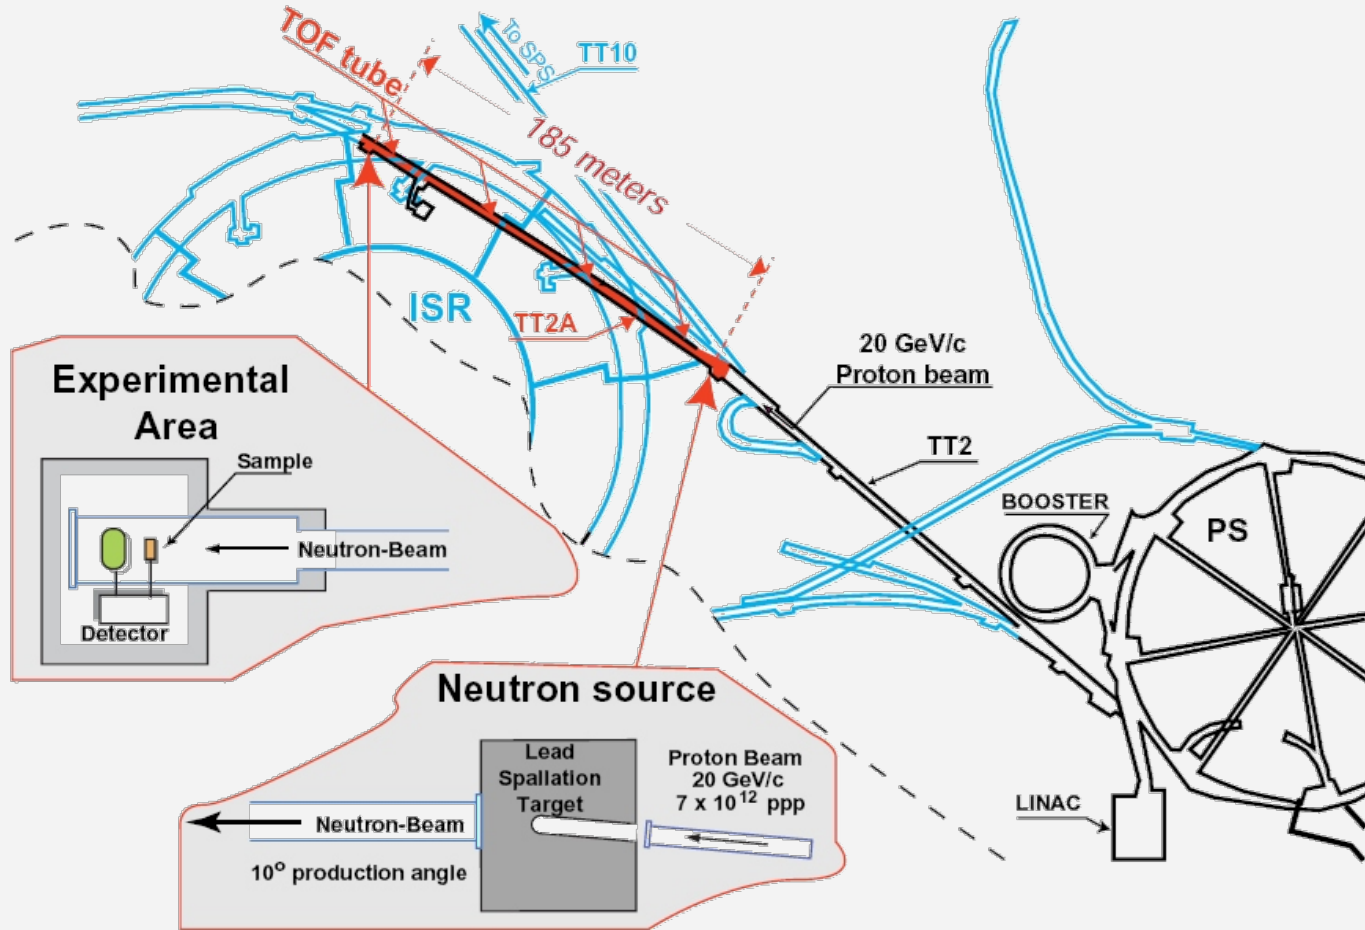 TOF tube
To SPS
TT10
185 meters
ISR
TT2A
20 GeV/c
Proton beam
TT2
BOOSTER
PS
LINAC
Experimental
Area
Sample
Neutron-Beam
Detector
Neutron source
Lead
Spallation
Target
Proton Beam
20 GeV/c
7 x 10¹² ppp
Neutron-Beam
10° production angle